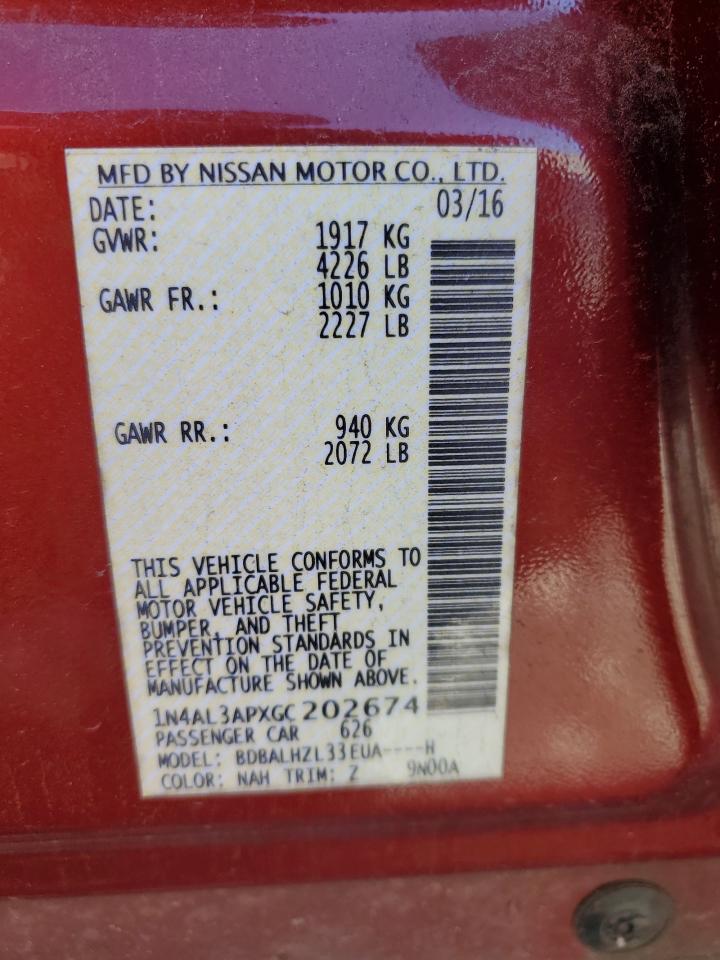 MFD BY NISSAN MOTOR CO., LTD.
DATE: 03/16
GVWR: 1917 KG
4226 LB
GAWR FR.: 1010 KG
2227 LB
GAWR RR.: 940 KG
2072 LB
THIS VEHICLE CONFORMS TO
ALL APPLICABLE FEDERAL
MOTOR VEHICLE SAFETY,
BUMPER, AND THEFT
PREVENTION STANDARDS IN
EFFECT ON THE DATE OF
MANUFACTURE SHOWN ABOVE.
1N4AL3APXGC202674
PASSENGER CAR 626
MODEL: BDBALHZL33EUA----H
COLOR: NAH TRIM: Z 9N00A